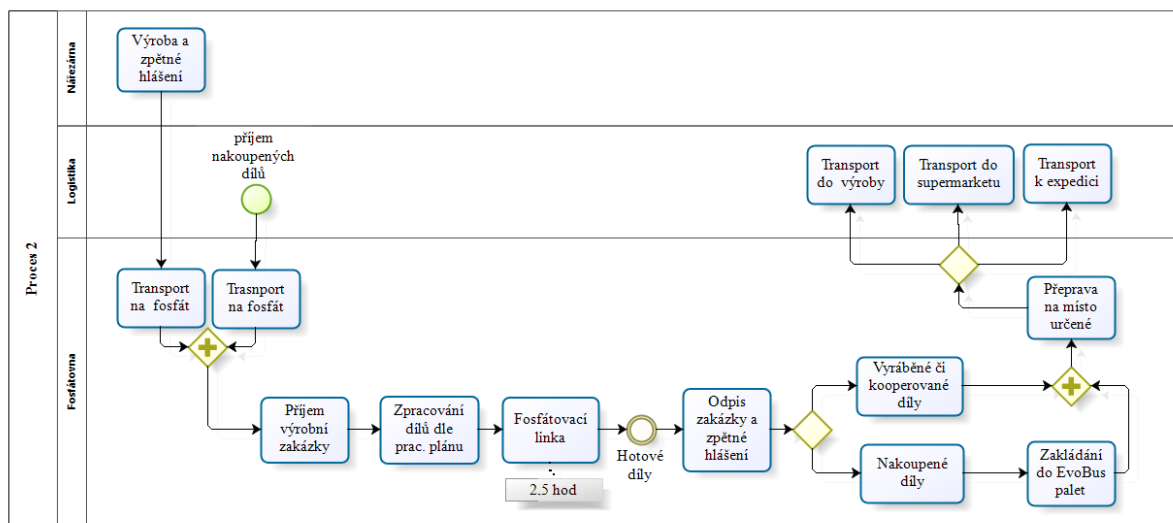 Proces 2
Nářezárna
Výroba a
zpětné
hlášení
Logistika
příjem
nakoupených
dílů
Transport
do výroby
Transport do
supermarketu
Transport
k expedici
Fosfátovna
Transport
na fosfát
Trasnport
na fosfát
Příjem
výrobní
zakázky
Zpracování
dílů dle
prac. plánu
Fosfátovací
linka
2.5 hod
Hotové
díly
Odpis
zakázky a
zpětné
hlášení
Vyráběné či
kooperované
díly
Nakoupené
díly
Zakládání
do EvoBus
palet
Přeprava
na místo
určené